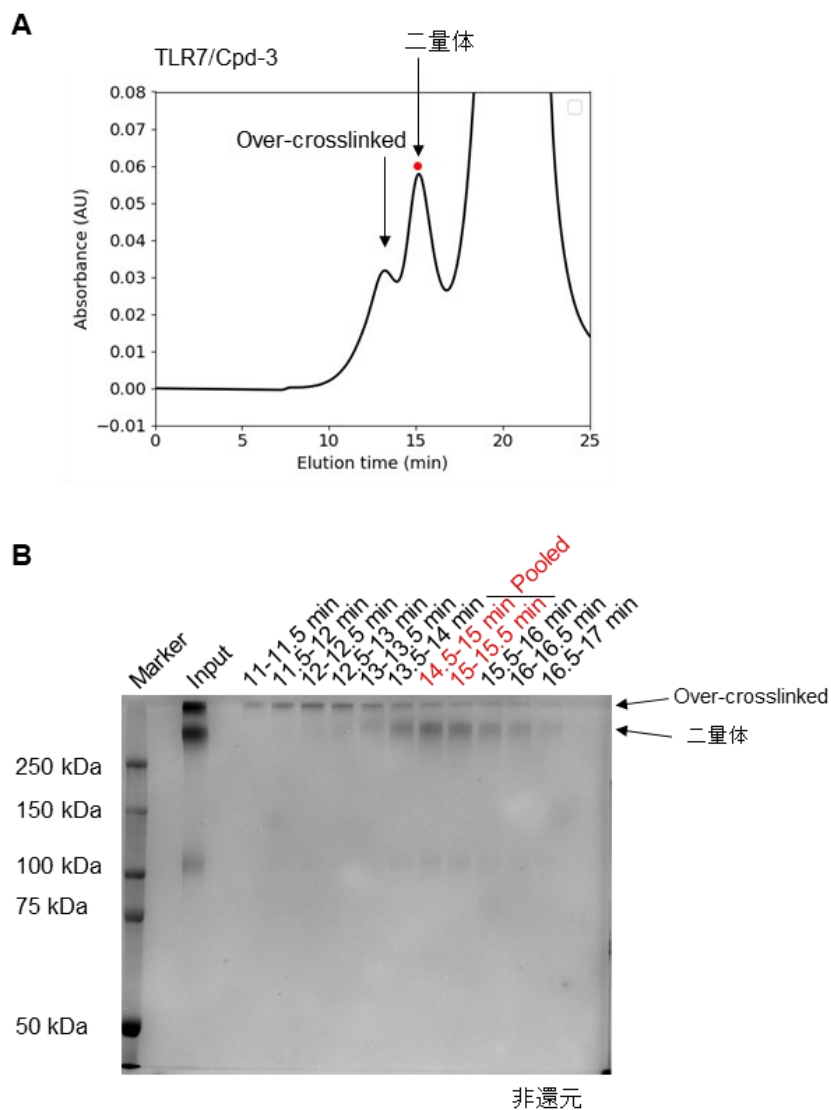 A
TLR7/Cpd-3
二量体
Over-crosslinked
0.08
0.07
0.06
0.05
0.04
0.03
0.02
0.01
0.00
−0.01
Absorbance (AU)
0 5 10 15 20 25
Elution time (min)
B
Marker
Input
11-11.5 min
11.5-12 min
12-12.5 min
12.5-13 min
13-13.5 min
13.5-14 min
14.5-15 min
15-15.5 min
15.5-16 min
16-16.5 min
16.5-17 min
Pooled
Over-crosslinked
二量体
250 kDa
150 kDa
100 kDa
75 kDa
50 kDa
非還元